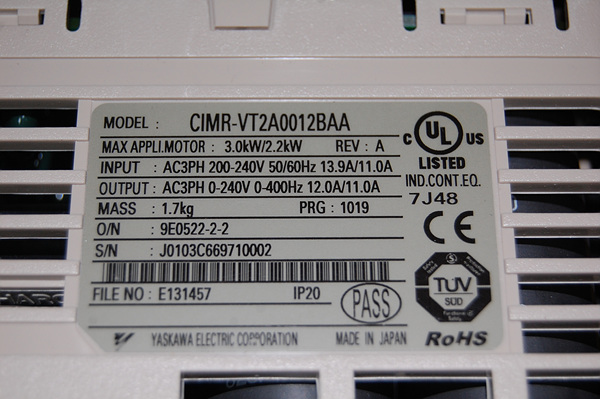 MODEL : CIMR-VT2A0012BAA
MAX APPLI.MOTOR : 3.0kW/2.2kW REV : A
INPUT : AC3PH 200-240V 50/60Hz 13.9A/11.0A
OUTPUT : AC3PH 0-240V 0-400Hz 12.0A/11.0A
MASS : 1.7kg PRG : 1019
O/N : 9E0522-2-2
S/N : J0103C669710002
FILE NO : E131457 IP20
PASS
YASKAWA ELECTRIC CORPORATION MADE IN JAPAN
C UL US
LISTED
IND.CONT.EQ.
7J48
CE
TÜV
SÜD
RoHS